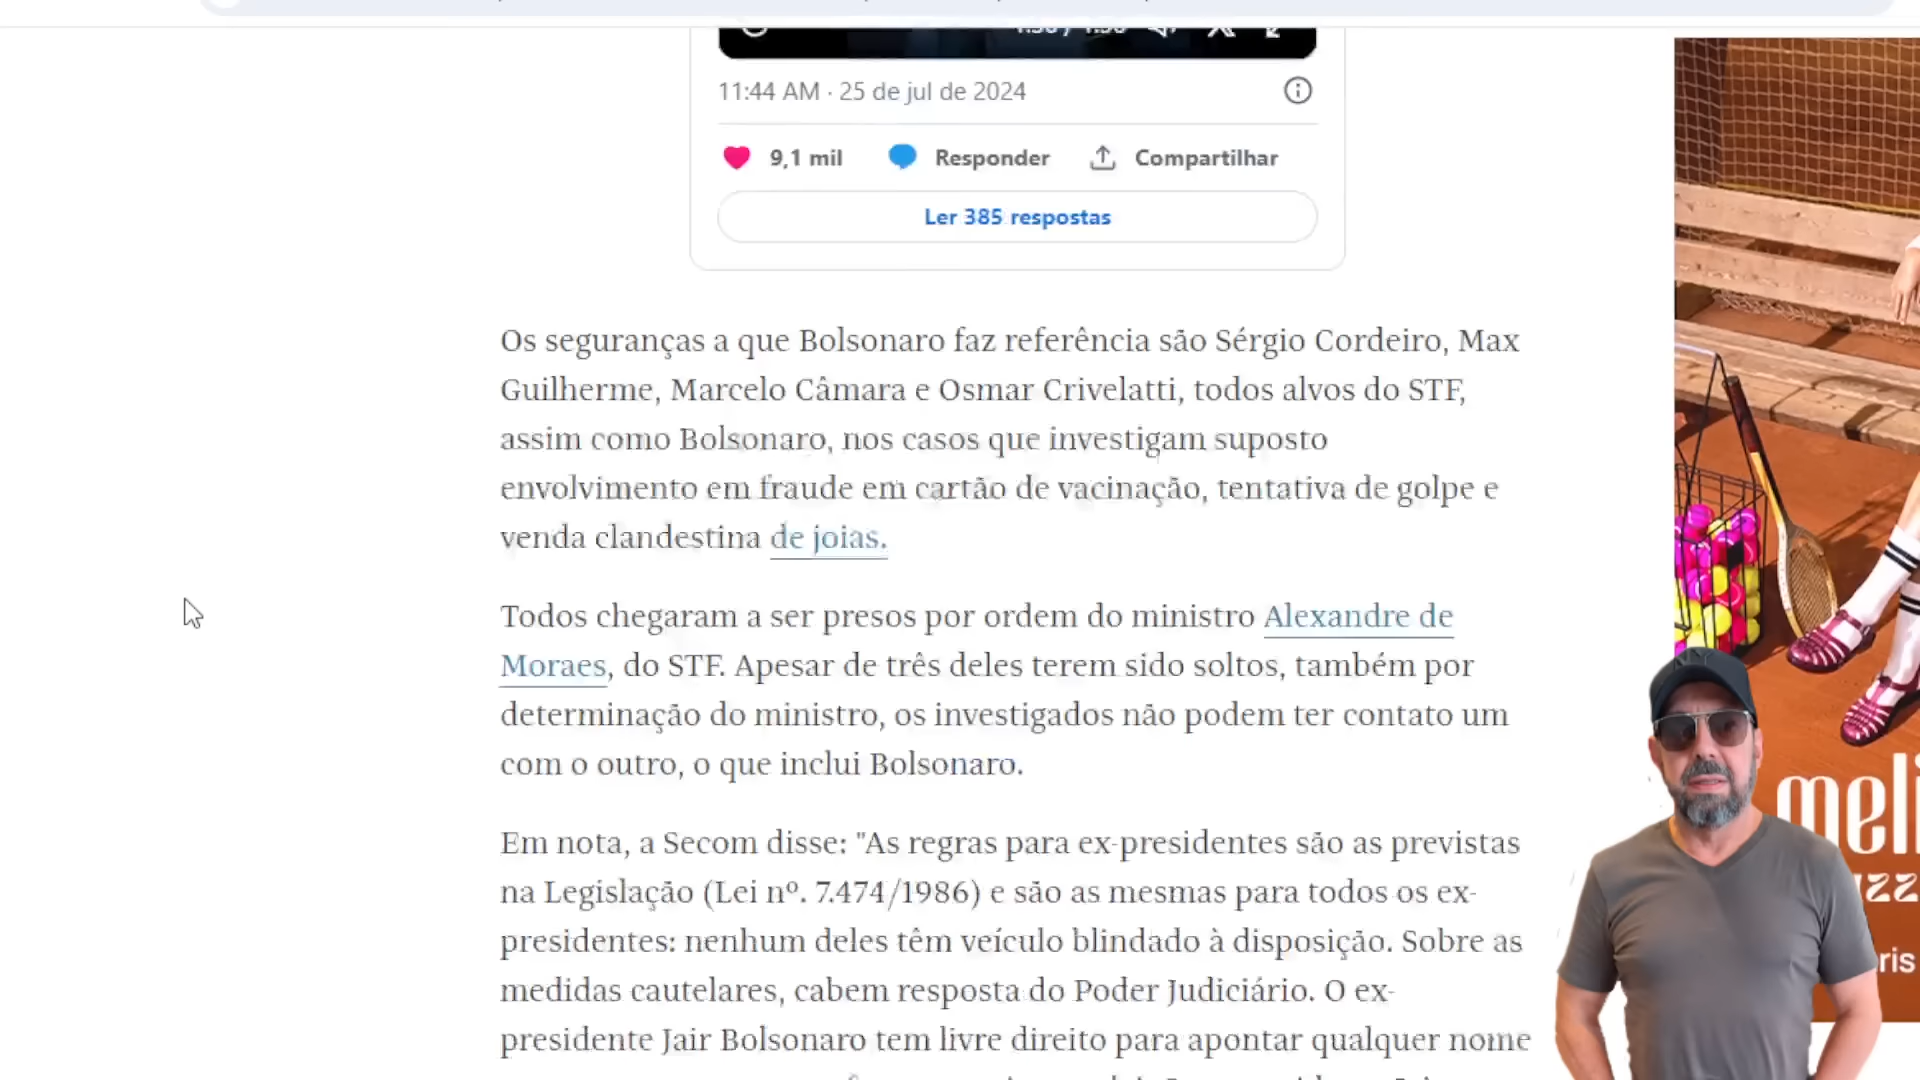 11:44 AM · 25 de jul de 2024
9,1 mil Responder Compartilhar
Ler 385 respostas
Os seguranças a que Bolsonaro faz referência são Sérgio Cordeiro, Max
Guilherme, Marcelo Câmara e Osmar Crivelatti, todos alvos do STF,
assim como Bolsonaro, nos casos que investigam suposto
envolvimento em fraude em cartão de vacinação, tentativa de golpe e
venda clandestina de joias.
Todos chegaram a ser presos por ordem do ministro Alexandre de
Moraes, do STF. Apesar de três deles terem sido soltos, também por
determinação do ministro, os investigados não podem ter contato um
com o outro, o que inclui Bolsonaro.
Em nota, a Secom disse: "As regras para ex-presidentes são as previstas
na Legislação (Lei nº. 7.474/1986) e são as mesmas para todos os ex-
presidentes: nenhum deles têm veículo blindado à disposição. Sobre as
medidas cautelares, cabem resposta do Poder Judiciário. O ex-
presidente Jair Bolsonaro tem livre direito para apontar qualquer nome
meli